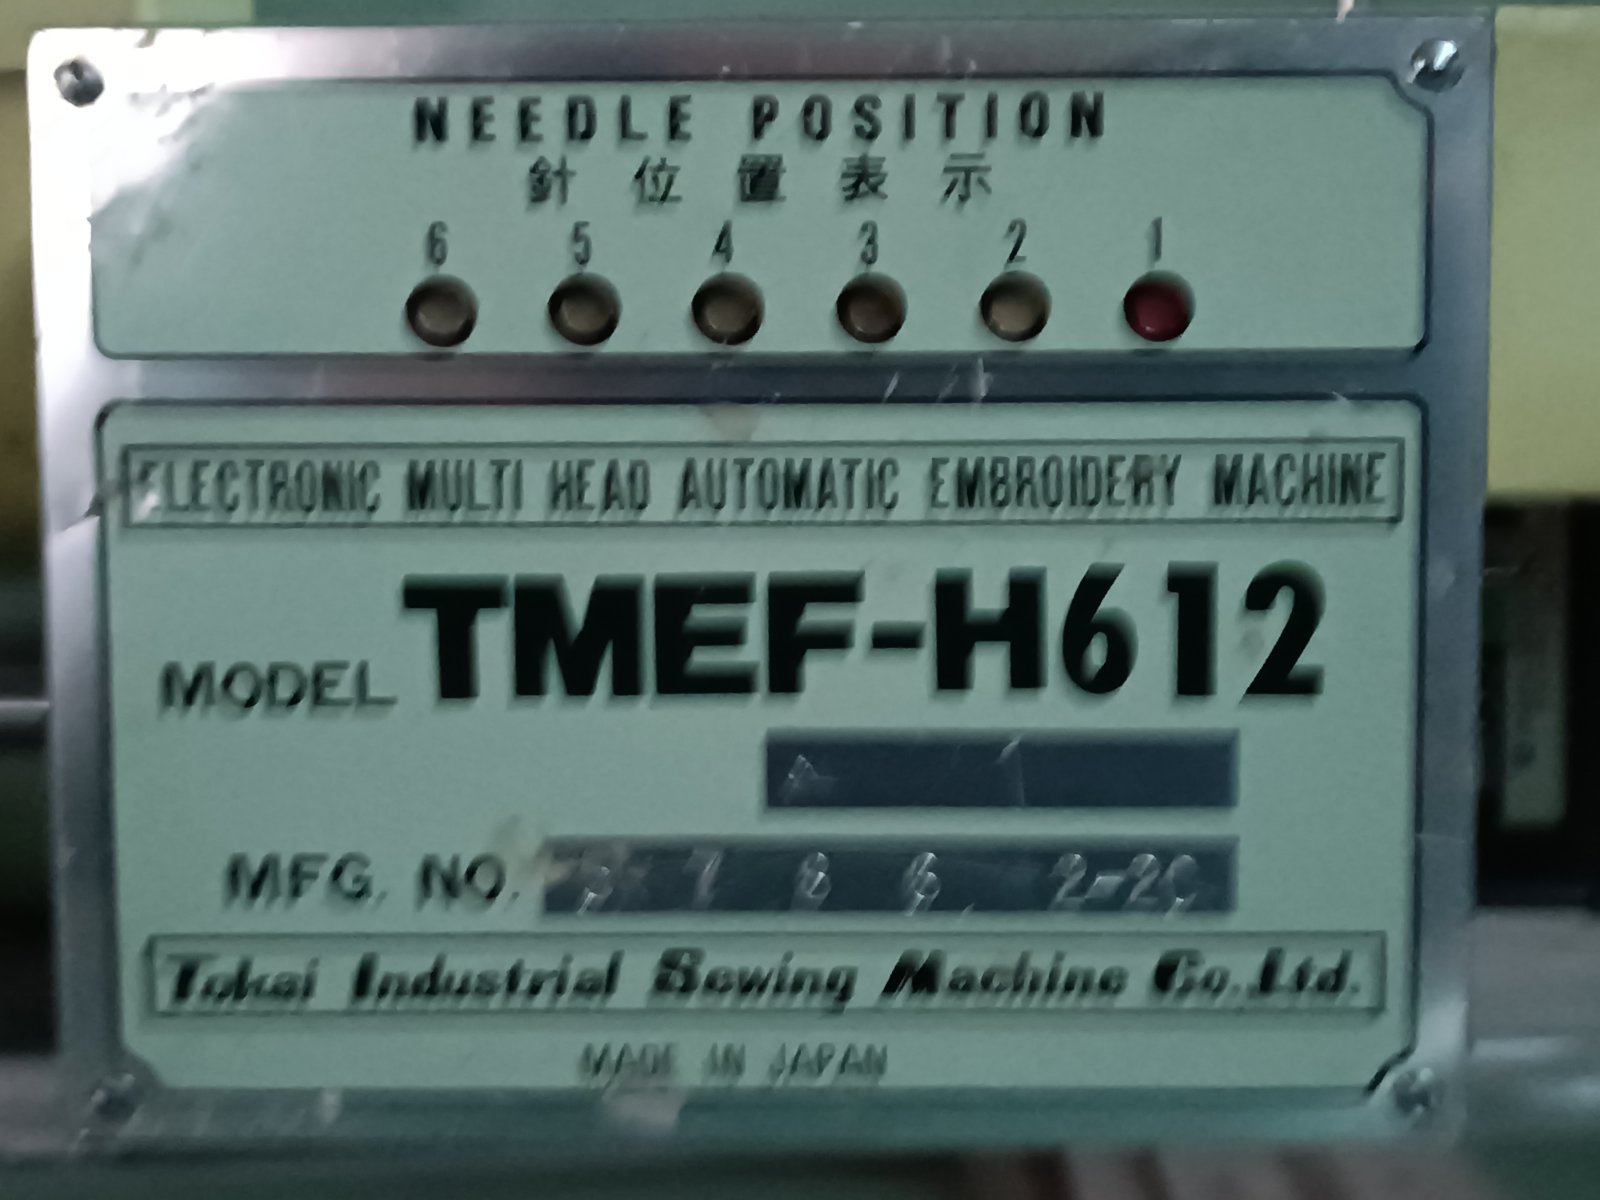 NEEDLE POSITION
針位置表示
6 5 4 3 2 1
ELECTRONIC MULTI HEAD AUTOMATIC EMBROIDERY MACHINE
MODEL TMEF-H612
MFG. NO.
Tokai Industrial Sewing Machine Co., Ltd.
MADE IN JAPAN